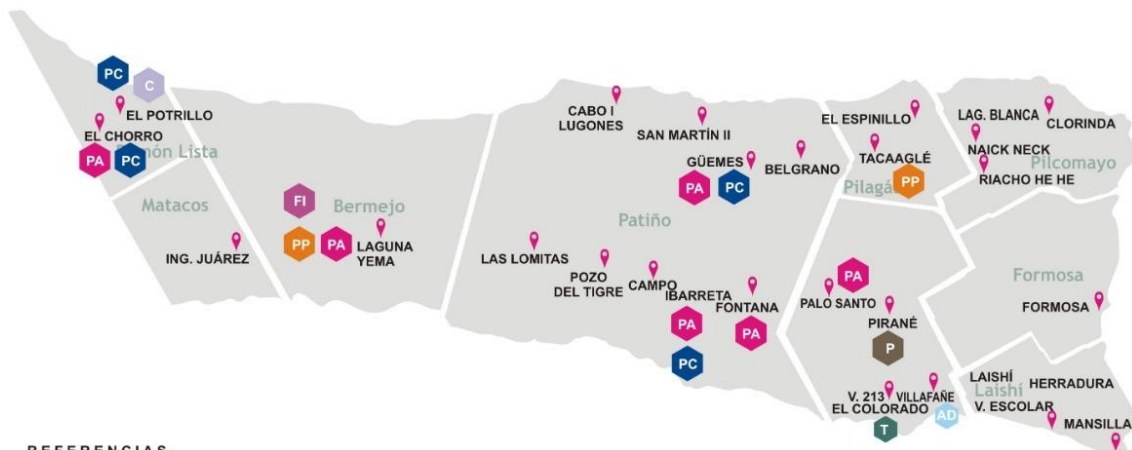 PC
C
EL POTRILLO
EL CHORRO
Ramón Lista
PA
PC
Matacos
ING. JUÁREZ
FI
Bermejo
PP
PA
LAGUNA
YEMA
CABO I
LUGONES
SAN MARTÍN II
GÜEMES
BELGRANO
PA
PC
Patiño
LAS LOMITAS
POZO
DEL TIGRE
CAMPO
IBARRETA
FONTANA
PA
PA
PC
EL ESPINILLO
TACAAGLÉ
Pilagá
PP
LAG. BLANCA
CLORINDA
NAICK NECK
Pilcomayo
RIACHO HE HE
PA
PALO SANTO
PIRANÉ
P
V. 213
VILLAFAÑE
EL COLORADO
T
AD
Formosa
FORMOSA
LAISHÍ
Laishí
HERRADURA
V. ESCOLAR
MANSILLA